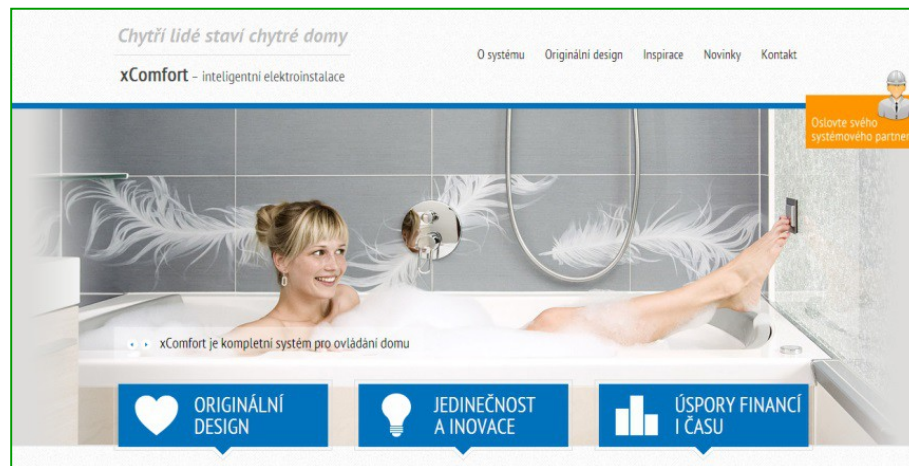 Chytří lidé staví chytré domy
xComfort – inteligentní elektroinstalace
O systému Originální design Inspirace Novinky Kontakt
Oslovte svého
systémového partner
xComfort je kompletní systém pro ovládání domu
ORIGINÁLNÍ
DESIGN
JEDINEČNOST
A INOVACE
ÚSPORY FINANCÍ
I ČASU